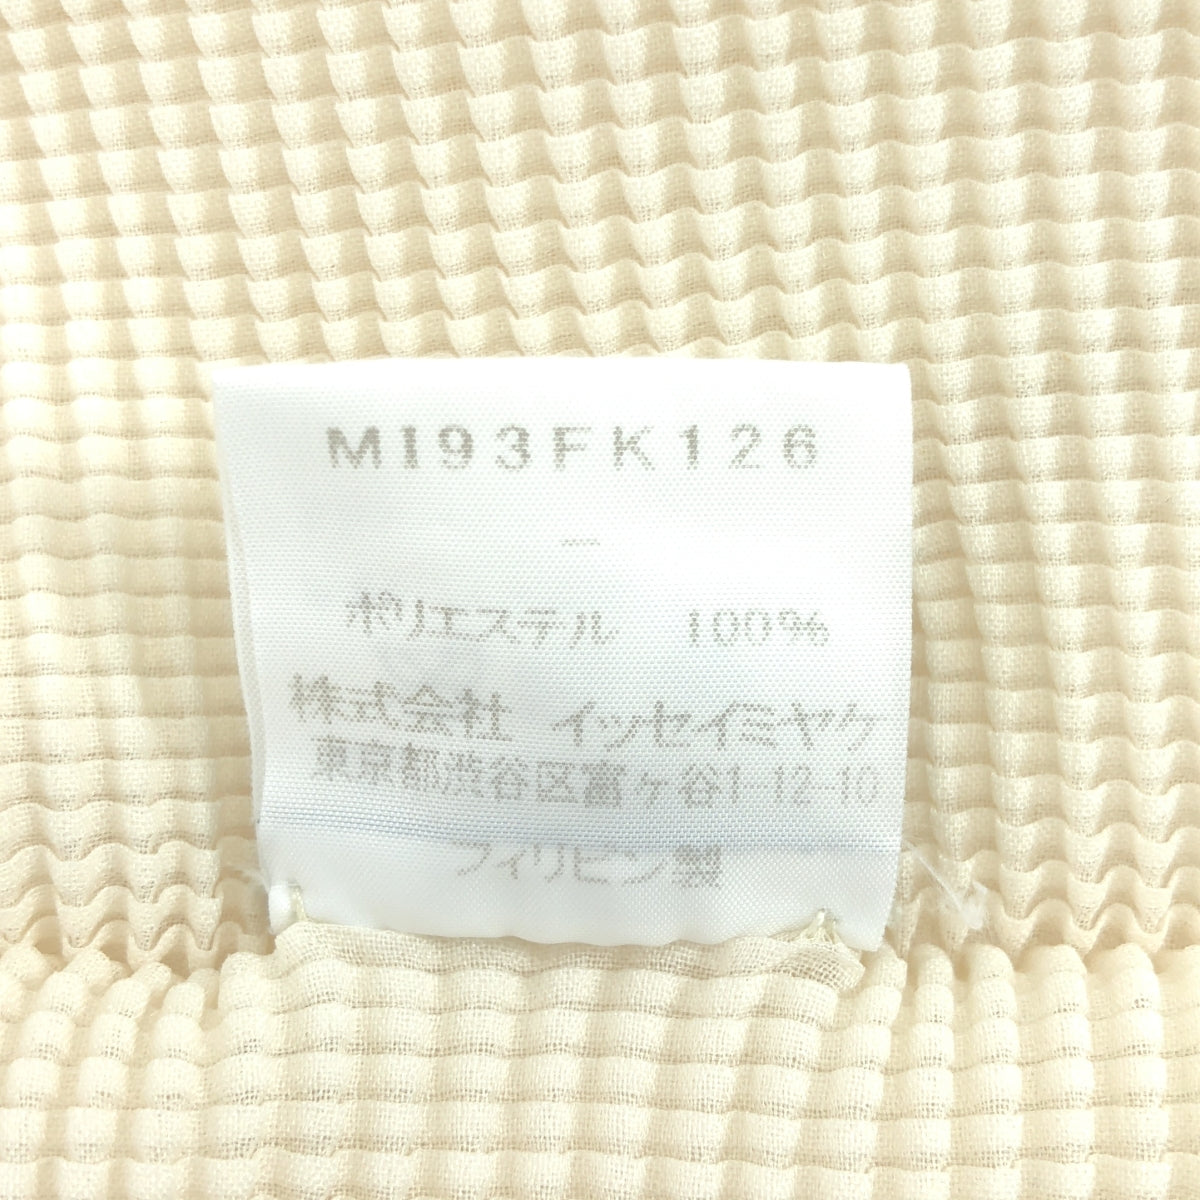 MI93FK126
—
ポリエステル 100%
株式会社 イッセイミヤケ
東京都渋谷区富ヶ谷1-12-10
フィリピン製